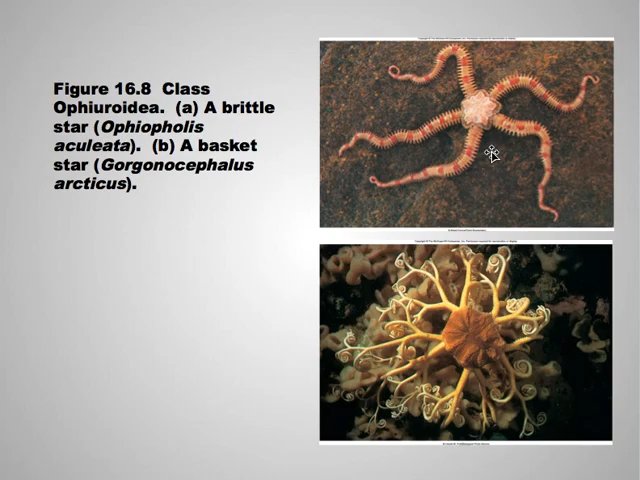 Figure 16.8 Class
Ophiuroidea. (a) A brittle
star (Ophiopholis
aculeata). (b) A basket
star (Gorgonocephalus
arcticus).